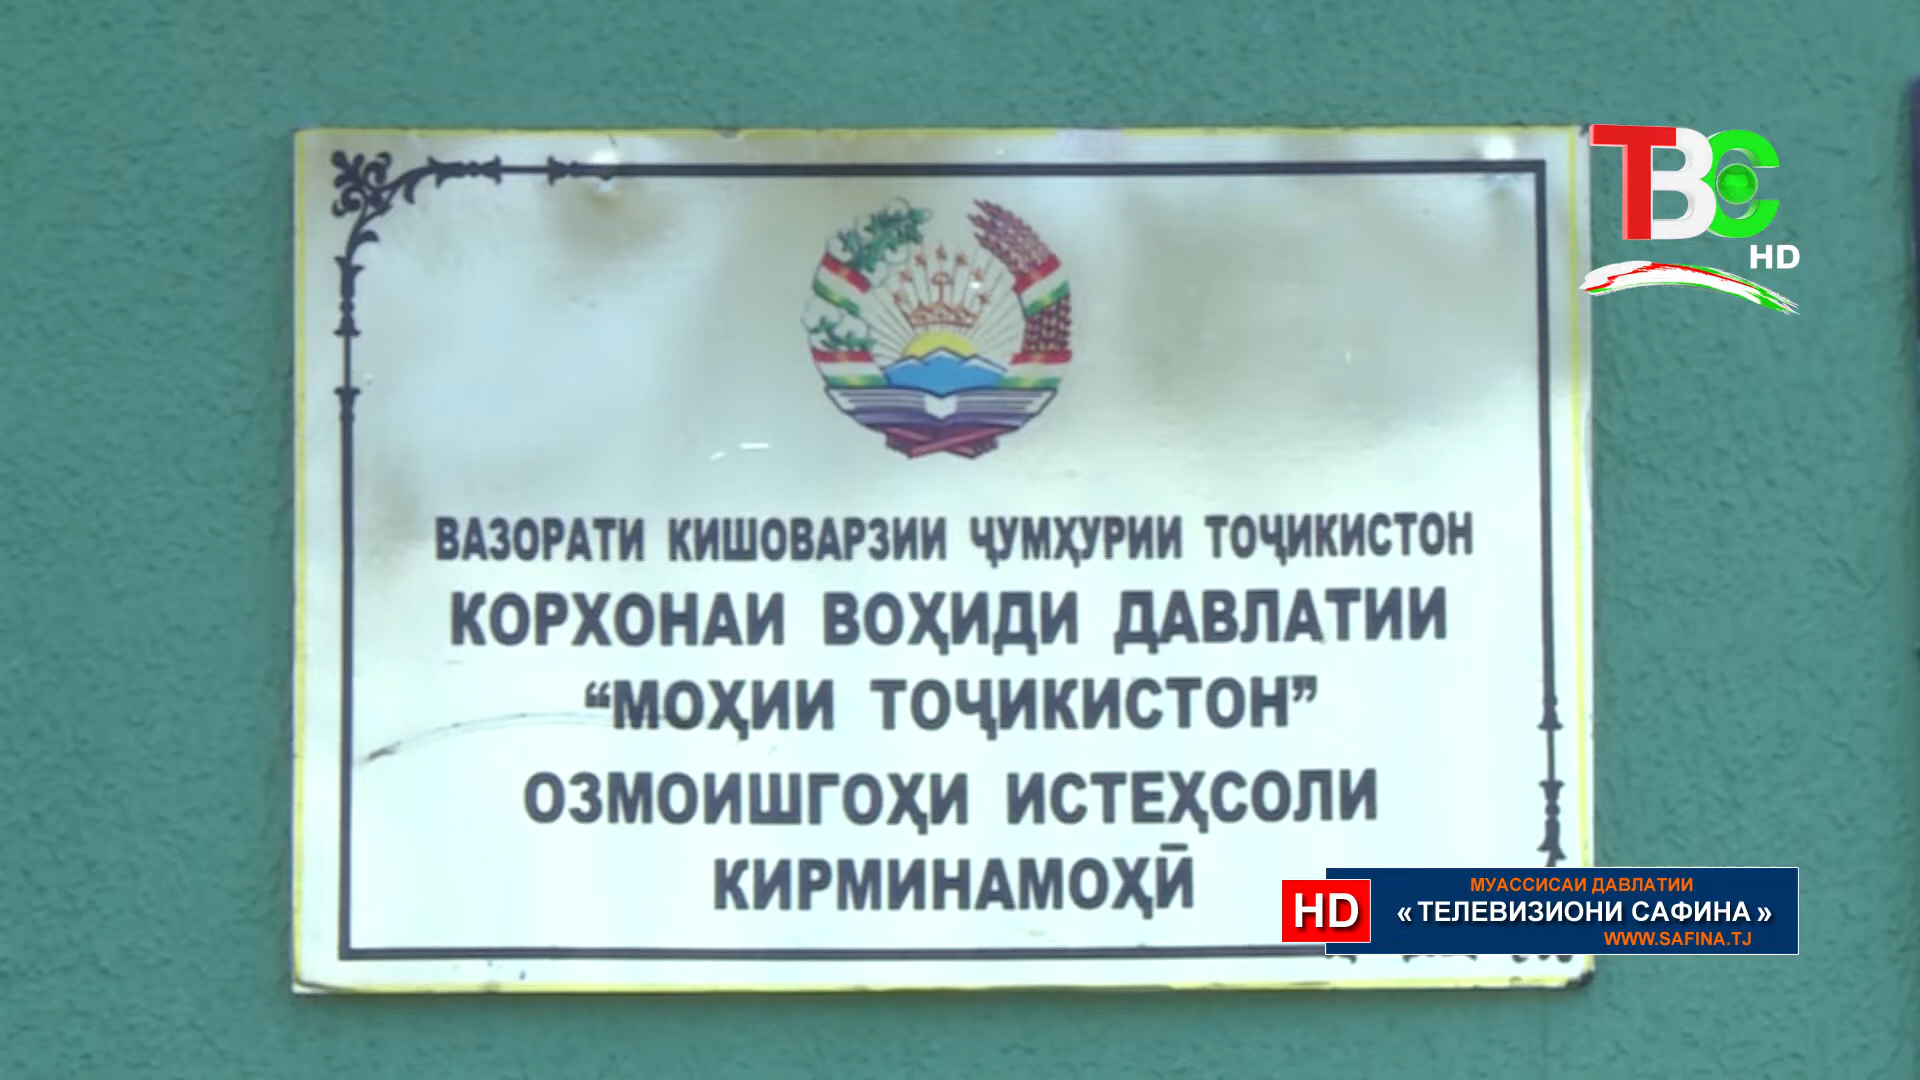 ТВС
HD
ВАЗОРАТИ КИШОВАРЗИИ ҶУМҲУРИИ ТОҶИКИСТОН
КОРХОНАИ ВОҲИДИ ДАВЛАТИИ
“МОҲИИ ТОҶИКИСТОН”
ОЗМОИШГОҲИ ИСТЕҲСОЛИ
КИРМИНАМОҲӢ
HD
МУАССИСАИ ДАВЛАТИИ
« ТЕЛЕВИЗИОНИ САФИНА »
WWW.SAFINA.TJ